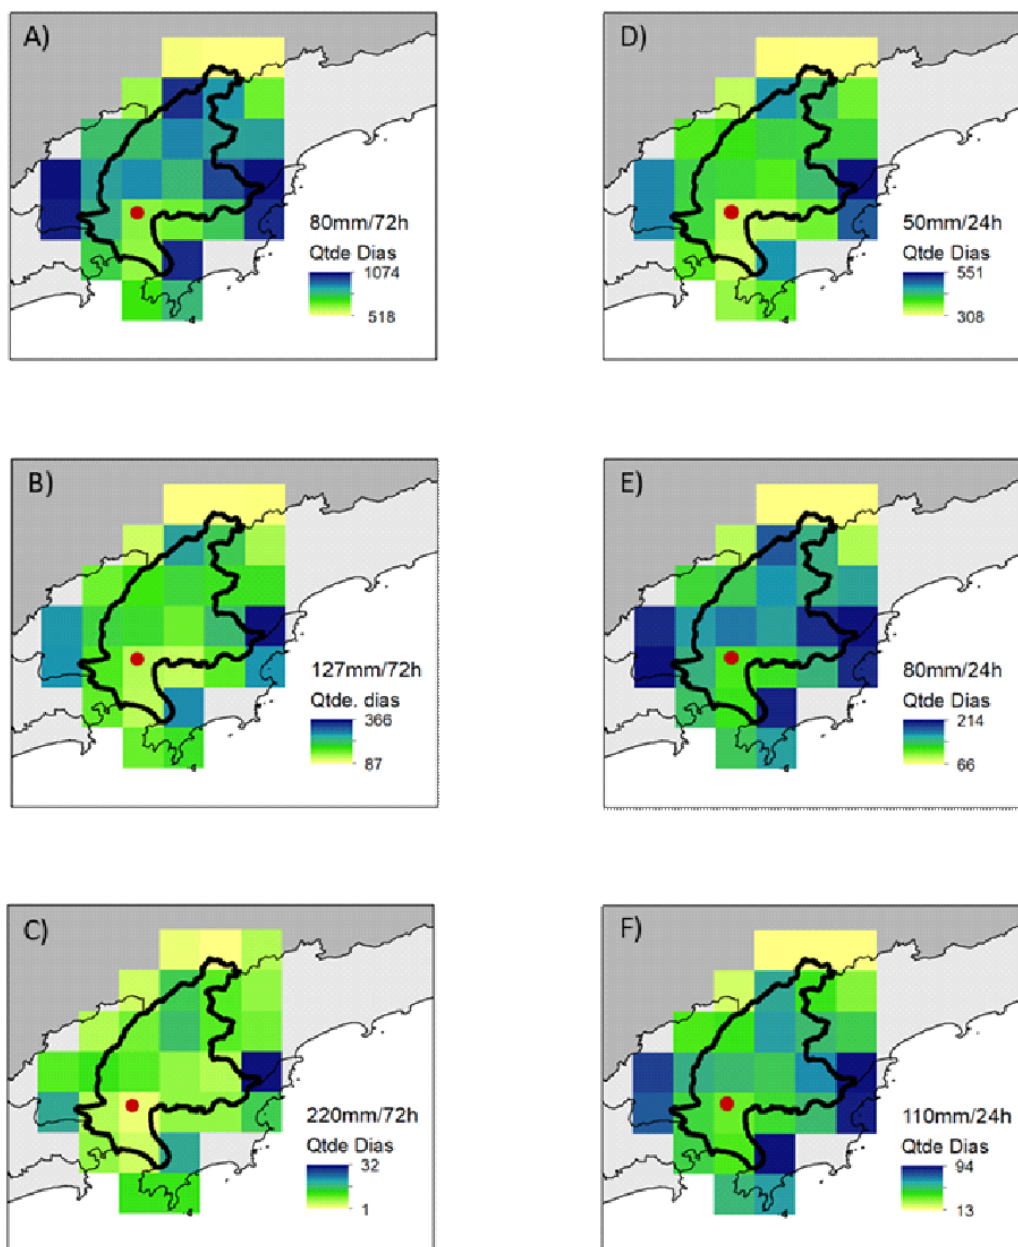 A)
80mm/72h
Qtde Dias
1074
518
D)
50mm/24h
Qtde Dias
551
308
B)
127mm/72h
Qtde. dias
366
87
E)
80mm/24h
Qtde Dias
214
66
C)
220mm/72h
Qtde Dias
32
1
F)
110mm/24h
Qtde Dias
94
13